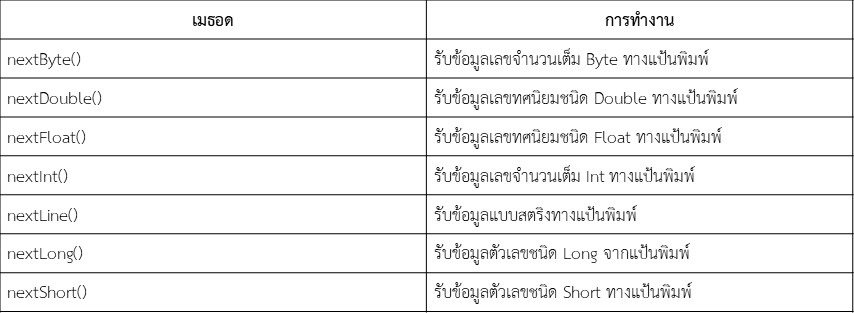 เมธอด การทำงาน
nextByte() รับข้อมูลเลขจำนวนเต็ม Byte ทางแป้นพิมพ์
nextDouble() รับข้อมูลเลขทศนิยมชนิด Double ทางแป้นพิมพ์
nextFloat() รับข้อมูลเลขทศนิยมชนิด Float ทางแป้นพิมพ์
nextInt() รับข้อมูลเลขจำนวนเต็ม Int ทางแป้นพิมพ์
nextLine() รับข้อมูลแบบสตริงทางแป้นพิมพ์
nextLong() รับข้อมูลตัวเลขชนิด Long จากแป้นพิมพ์
nextShort() รับข้อมูลตัวเลขชนิด Short ทางแป้นพิมพ์